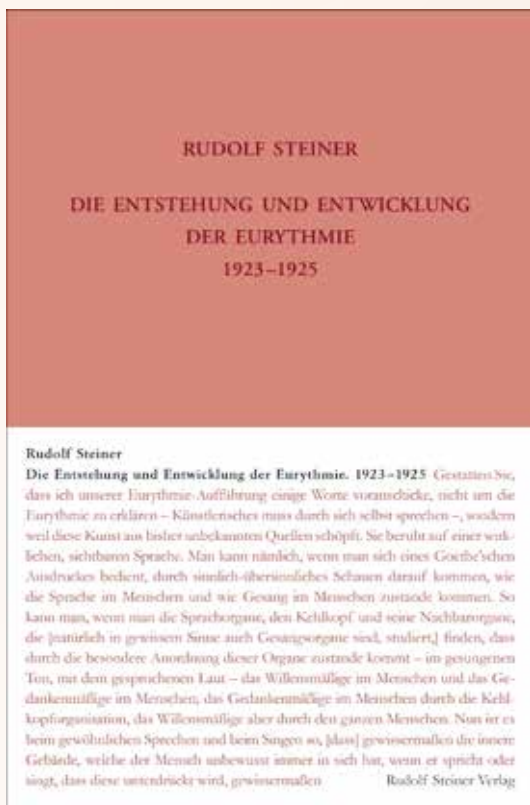 RUDOLF STEINER
DIE ENTSTEHUNG UND ENTWICKLUNG
DER EURYTHMIE
1923–1925
Rudolf Steiner
Die Entstehung und Entwicklung der Eurythmie. 1923–1925 Gestatten Sie,
dass ich unserer Eurythmie-Aufführung einige Worte voranschicke, nicht um die
Eurythmie zu erklären – Künstlerisches muss durch sich selbst sprechen –, sondern
weil diese Kunst aus bisher unbekannten Quellen schöpft. Sie beruht auf einer wirk-
lichen, sichtbaren Sprache. Man kann nämlich, wenn man sich eines Goethe'schen
Ausdruckes bedient, durch sinnlich-übersinnliches Schauen darauf kommen, wie
die Sprache im Menschen und wie Gesang im Menschen zustande kommen. So
kann man, wenn man die Sprachorgane, den Kehlkopf und seine Nachbarorgane,
die [natürlich in gewissem Sinne auch Gesangsorgane sind, studiert,] finden, dass
durch die besondere Anordnung dieser Organe zustande kommt – im gesungenen
Ton, mit dem gesprochenen Laut – das Willensmäßige im Menschen und das Ge-
dankenmäßige im Menschen, das Gedankenmäßige im Menschen durch die Kehl-
kopforganisation, das Willensmäßige aber durch den ganzen Menschen. Nun ist es
beim gewöhnlichen Sprechen und beim Singen so, [dass] gewissermaßen die innere
Gebärde, welche der Mensch unbewusst immer in sich hat, wenn er spricht oder
singt, dass diese unterdrückt wird, gewissermaßen Rudolf Steiner Verlag